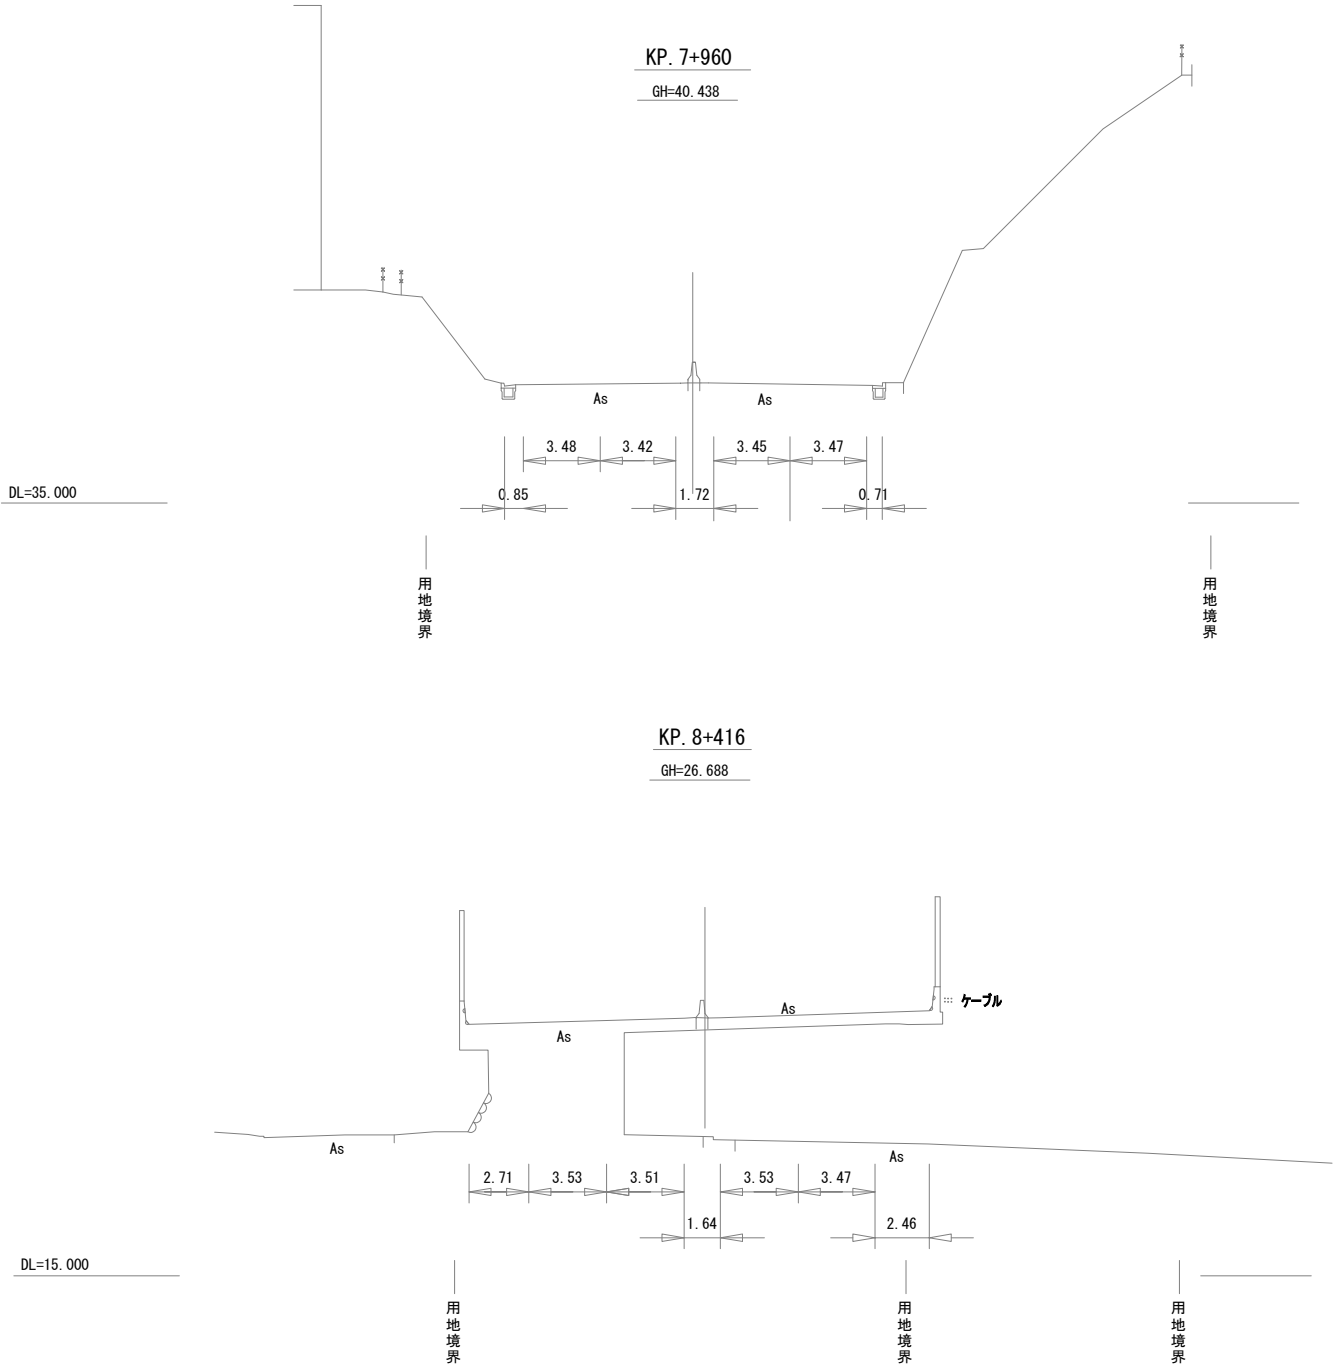 KP. 7+960
GH=40.438
As As
3.48 3.42 3.45 3.47
DL=35.000
0.85 1.72 0.71
用地境界 用地境界
KP. 8+416
GH=26.688
ケーブル
As
As
As
As
2.71 3.53 3.51 3.53 3.47
1.64 2.46
DL=15.000
用地境界 用地境界 用地境界